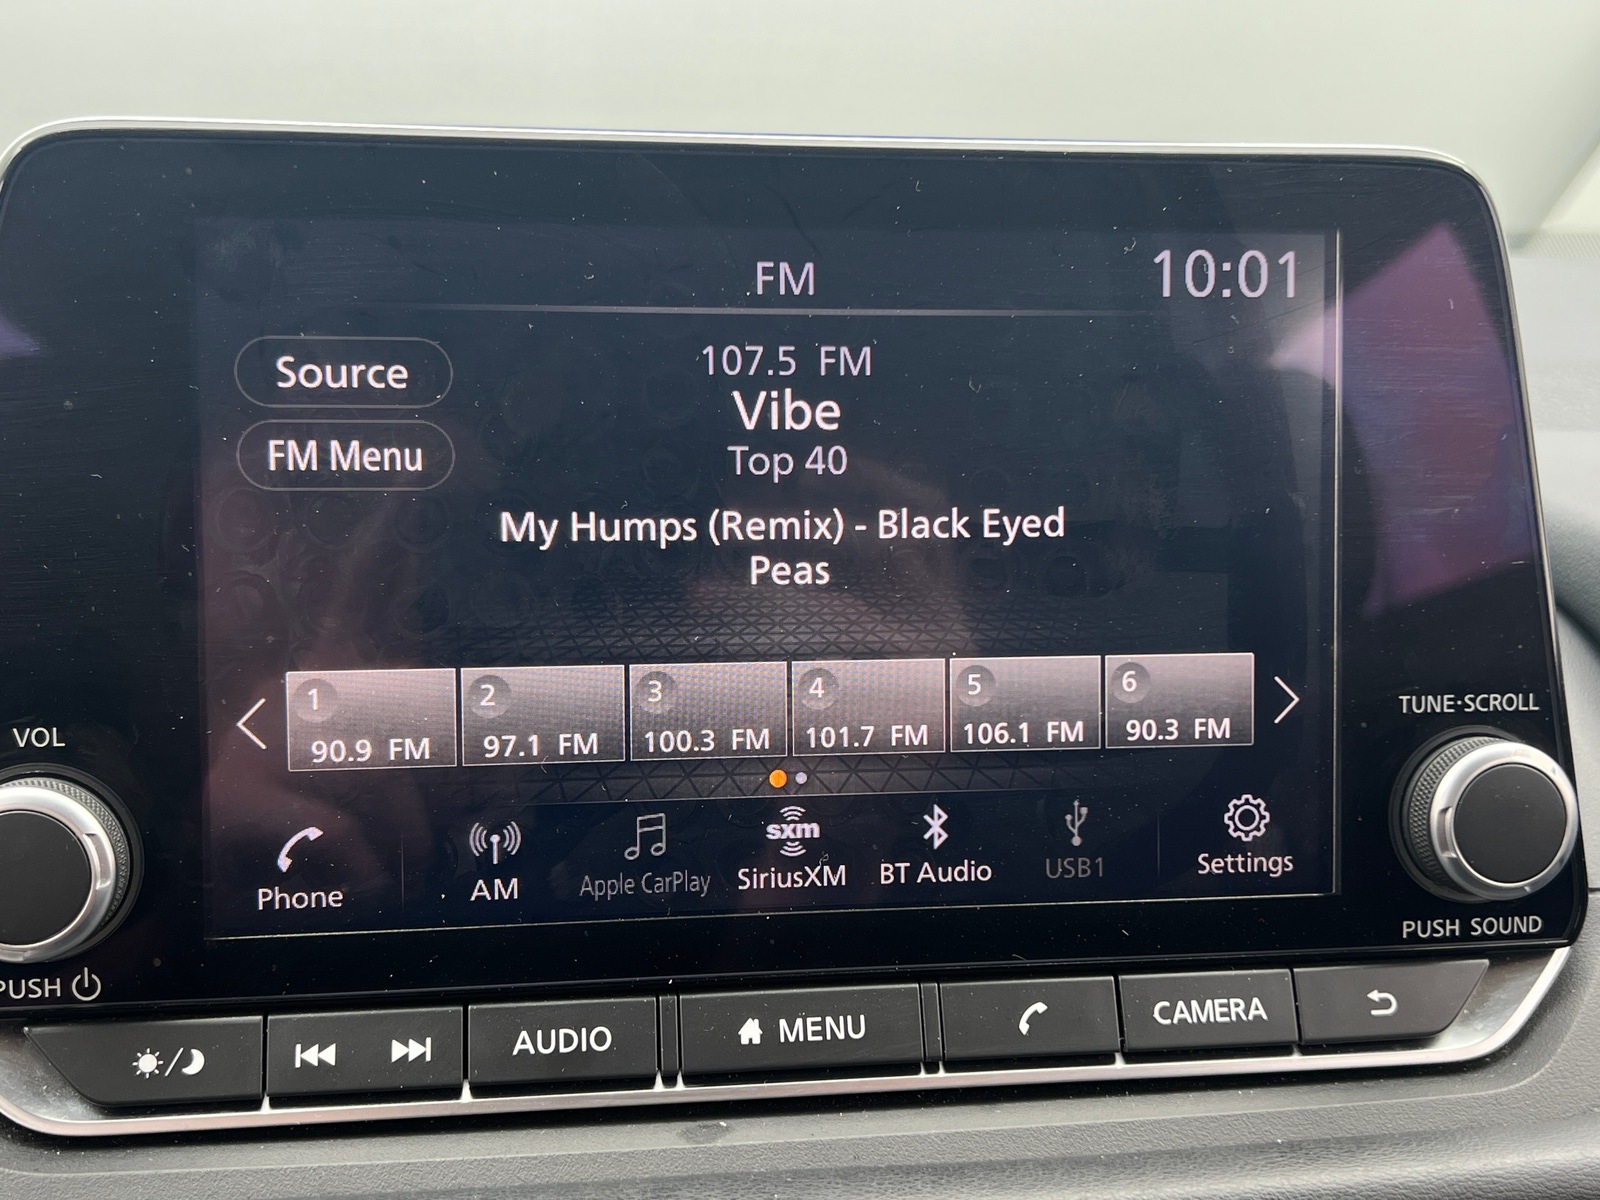 FM
10:01
Source
FM Menu
107.5 FM
Vibe
Top 40
My Humps (Remix) - Black Eyed
Peas
1
90.9 FM
2
97.1 FM
3
100.3 FM
4
101.7 FM
5
106.1 FM
6
90.3 FM
Phone
AM
Apple CarPlay
sxm
SiriusXM
BT Audio
USB1
Settings
VOL
PUSH
TUNE·SCROLL
PUSH SOUND
AUDIO
MENU
CAMERA